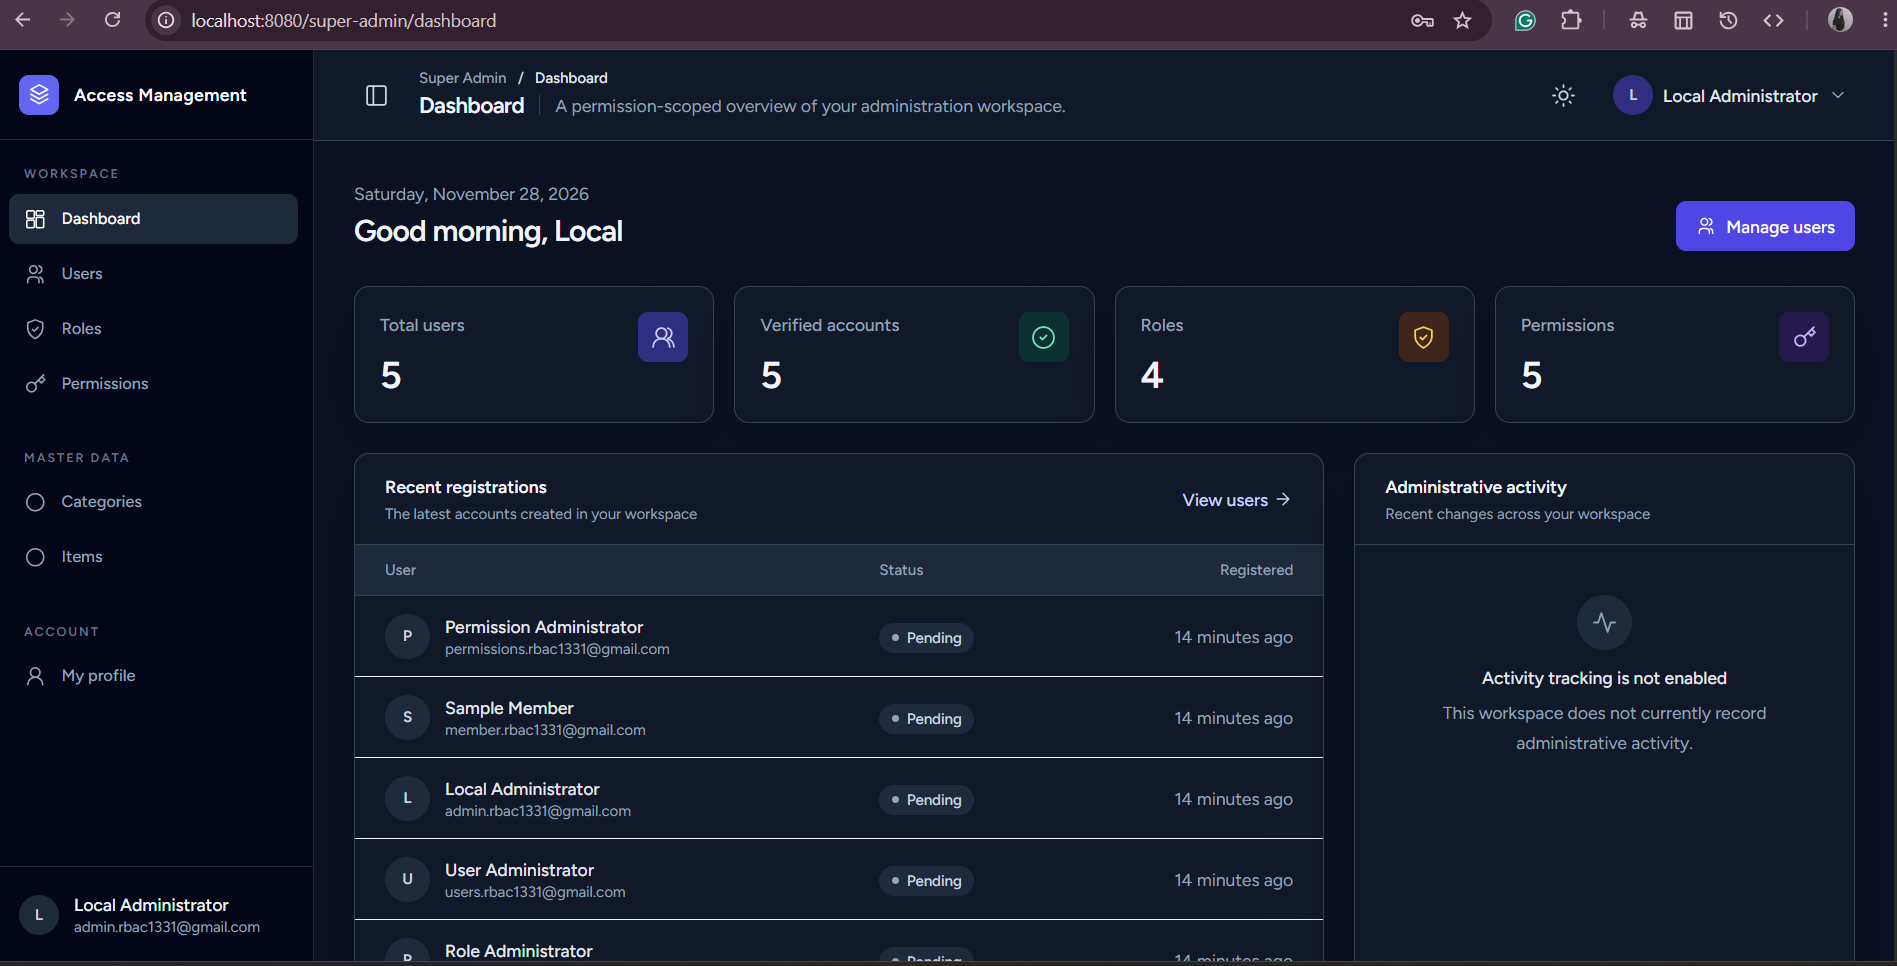 localhost:8080/super-admin/dashboard
Access Management
WORKSPACE
Dashboard
Users
Roles
Permissions
MASTER DATA
Categories
Items
ACCOUNT
My profile
L
Local Administrator
admin.rbac1331@gmail.com
Super Admin / Dashboard
Dashboard
A permission-scoped overview of your administration workspace.
L
Local Administrator
Saturday, November 28, 2026
Good morning, Local
Manage users
Total users
5
Verified accounts
5
Roles
4
Permissions
5
Recent registrations
The latest accounts created in your workspace
View users
User Status Registered
P
Permission Administrator
permissions.rbac1331@gmail.com
Pending
14 minutes ago
S
Sample Member
member.rbac1331@gmail.com
Pending
14 minutes ago
L
Local Administrator
admin.rbac1331@gmail.com
Pending
14 minutes ago
U
User Administrator
users.rbac1331@gmail.com
Pending
14 minutes ago
R
Role Administrator
Pending
14 minutes ago
Administrative activity
Recent changes across your workspace
Activity tracking is not enabled
This workspace does not currently record
administrative activity.